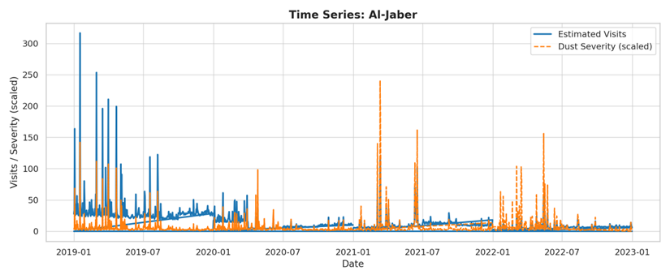 Time Series: Al-Jaber
Estimated Visits
Dust Severity (scaled)
Visits / Severity (scaled)
300
250
200
150
100
50
0
2019-01 2019-07 2020-01 2020-07 2021-01 2021-07 2022-01 2022-07 2023-01
Date